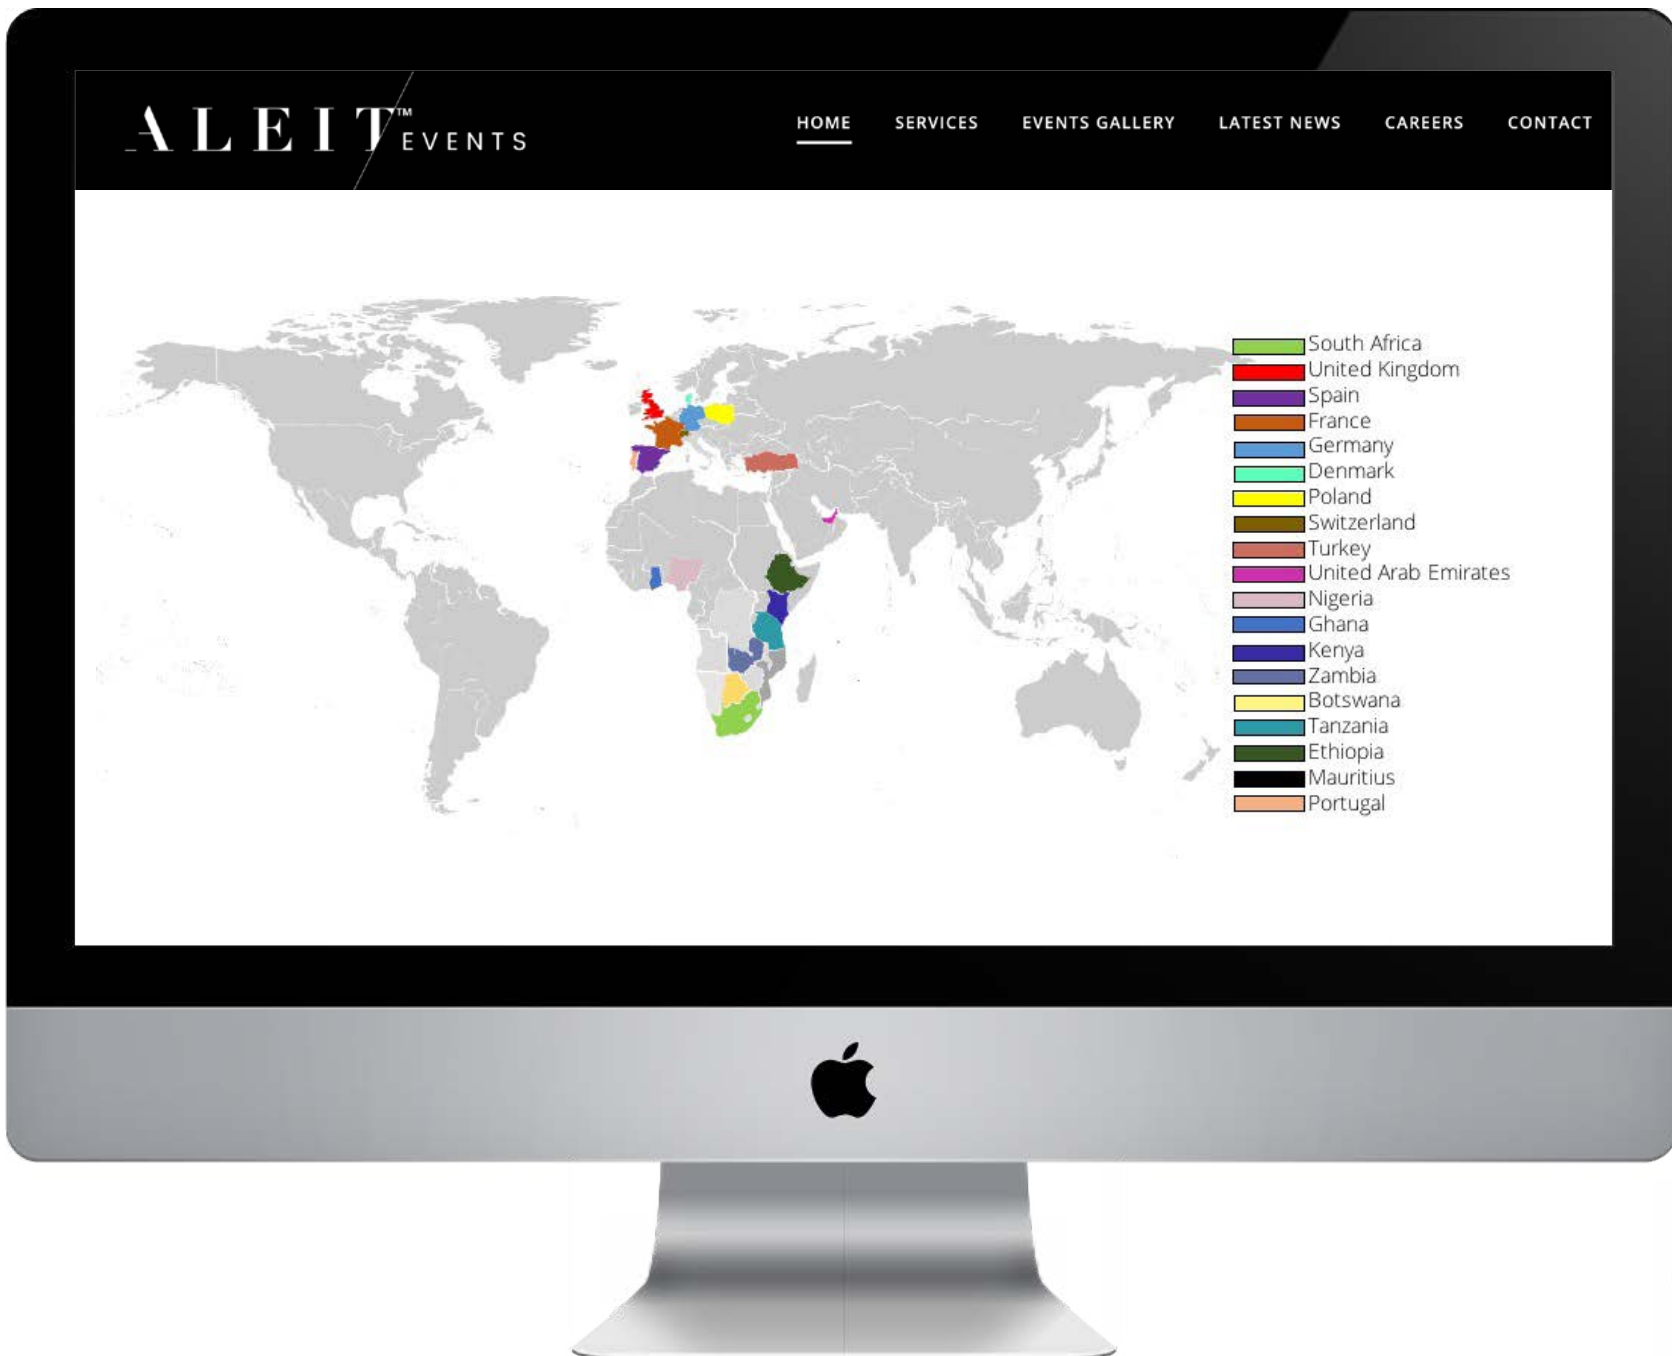 ALEIT™ EVENTS
HOME SERVICES EVENTS GALLERY LATEST NEWS CAREERS CONTACT
South Africa
United Kingdom
Spain
France
Germany
Denmark
Poland
Switzerland
Turkey
United Arab Emirates
Nigeria
Ghana
Kenya
Zambia
Botswana
Tanzania
Ethiopia
Mauritius
Portugal